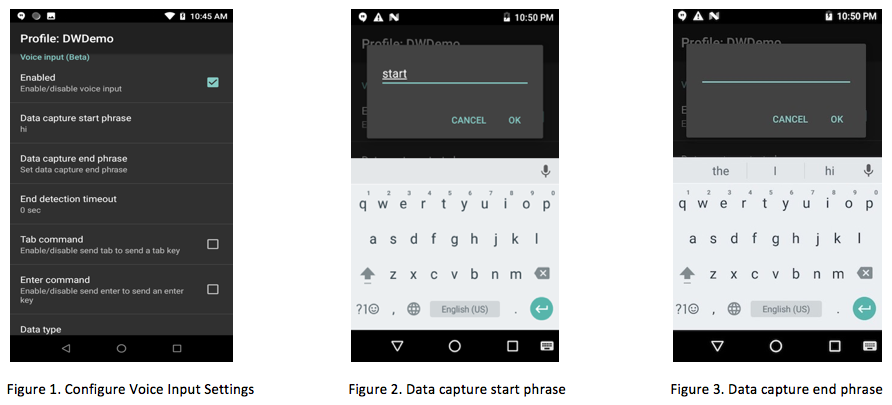 10:45 AM
Profile: DWDemo
Voice input (Beta)
Enabled
Enable/disable voice input
Data capture start phrase
hi
Data capture end phrase
Set data capture end phrase
End detection timeout
0 sec
Tab command
Enable/disable send tab to send a tab key
Enter command
Enable/disable send enter to send an enter
key
Data type
Figure 1. Configure Voice Input Settings
10:50 PM
Profile: DWDemo
start
CANCEL OK
1 2 3 4 5 6 7 8 9 0
q w e r t y u i o p
a s d f g h j k l
z x c v b n m
?1☺ , English (US) .
Figure 2. Data capture start phrase
10:50 PM
Profile: DWDemo
CANCEL OK
the I hi
1 2 3 4 5 6 7 8 9 0
q w e r t y u i o p
a s d f g h j k l
z x c v b n m
?1☺ , English (US) .
Figure 3. Data capture end phrase